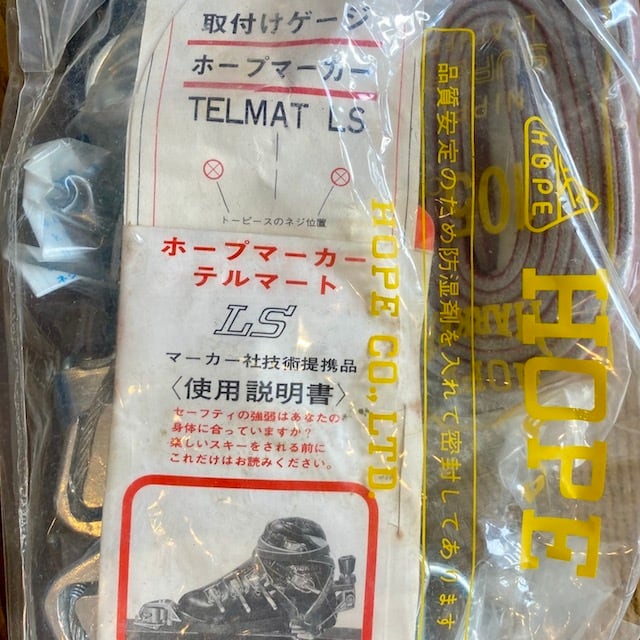 取付けゲージ
ホープマーカー
TELMAT LS
トーピースのネジ位置
ホープマーカー
テルマート
LS
マーカー社技術提携品
〈使用説明書〉
セーフティの強弱はあなたの
身体に合っていますか?
楽しいスキーをされる前に
これだけはお読みください。
HOPE CO., LTD.
品質安定のため防湿剤を入れて密封してあります
HOPE
HOPE